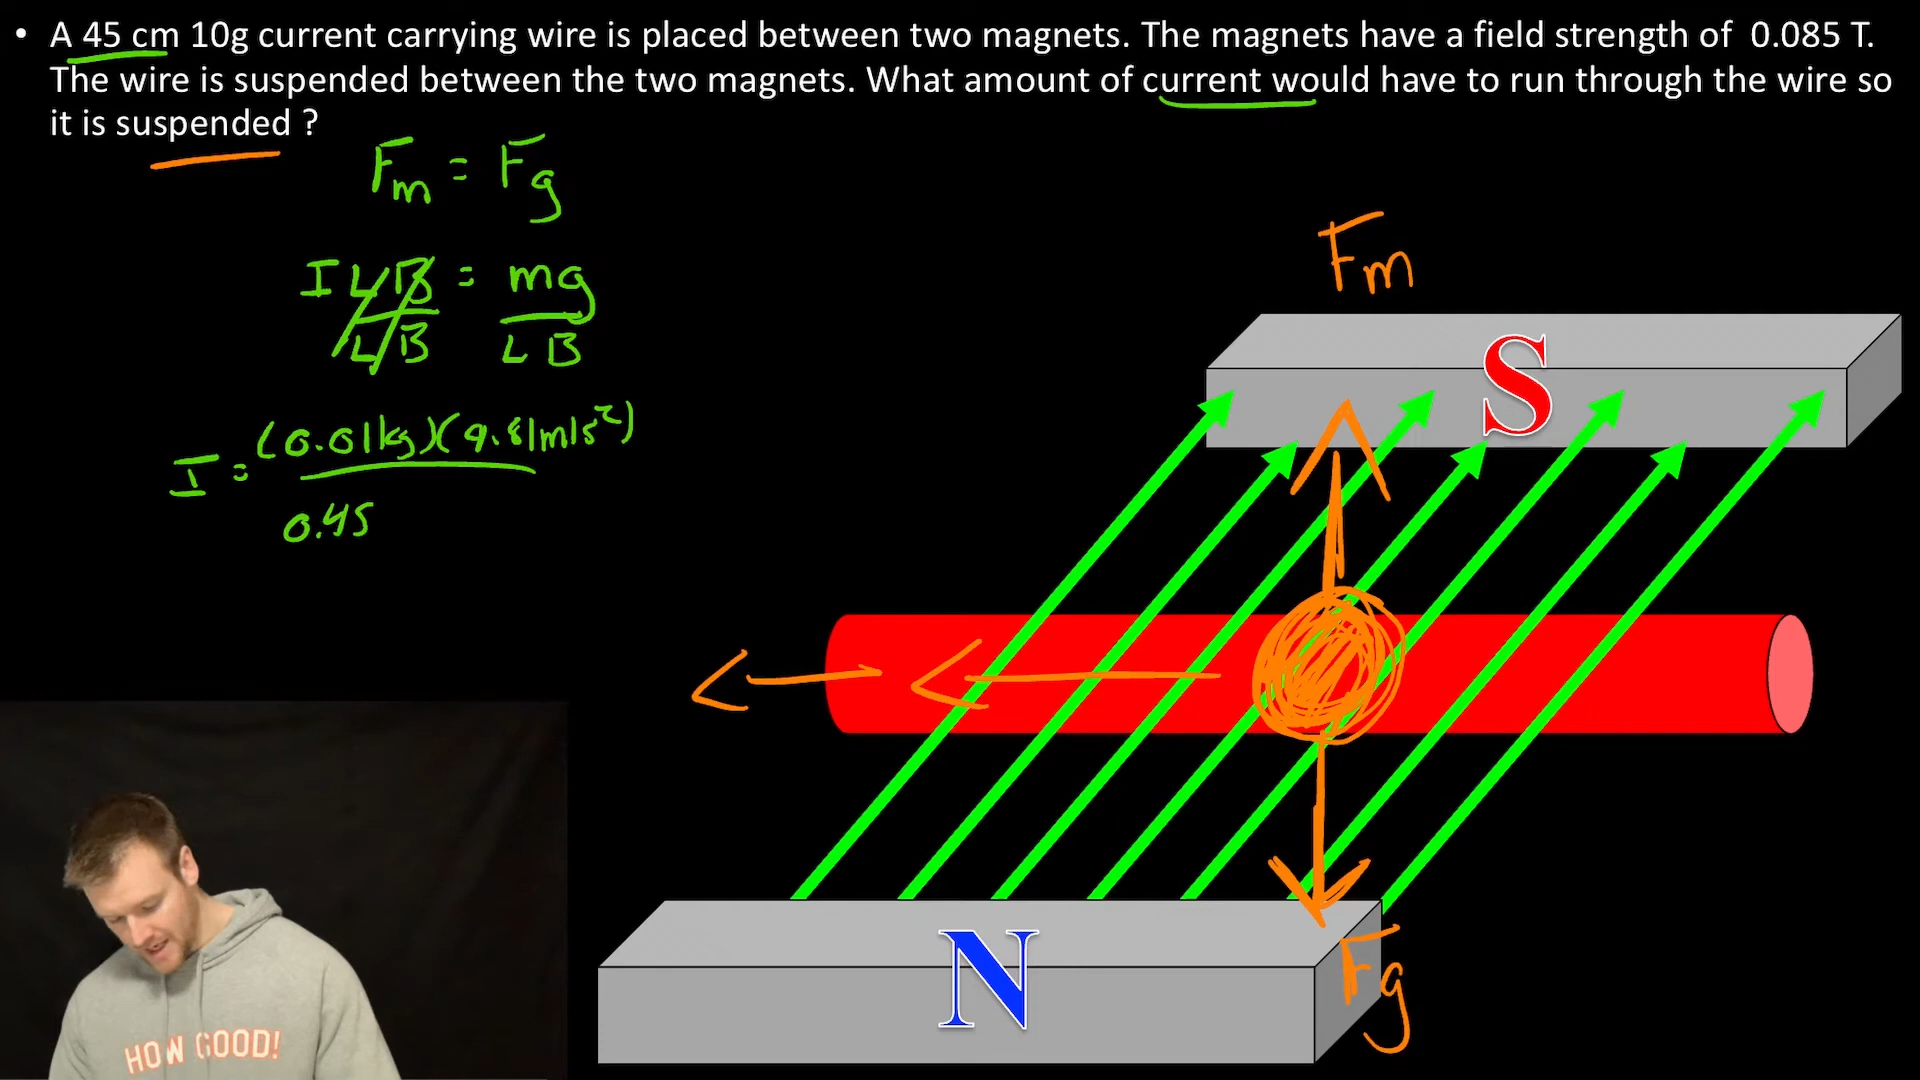 • A 45 cm 10g current carrying wire is placed between two magnets. The magnets have a field strength of 0.085 T.
The wire is suspended between the two magnets. What amount of current would have to run through the wire so
it is suspended ?
Fm = Fg
ILB = mg
LB LB
I = (0.01kg)(9.81m/s²)
0.45
Fm
S
N
Fg
HOW GOOD!